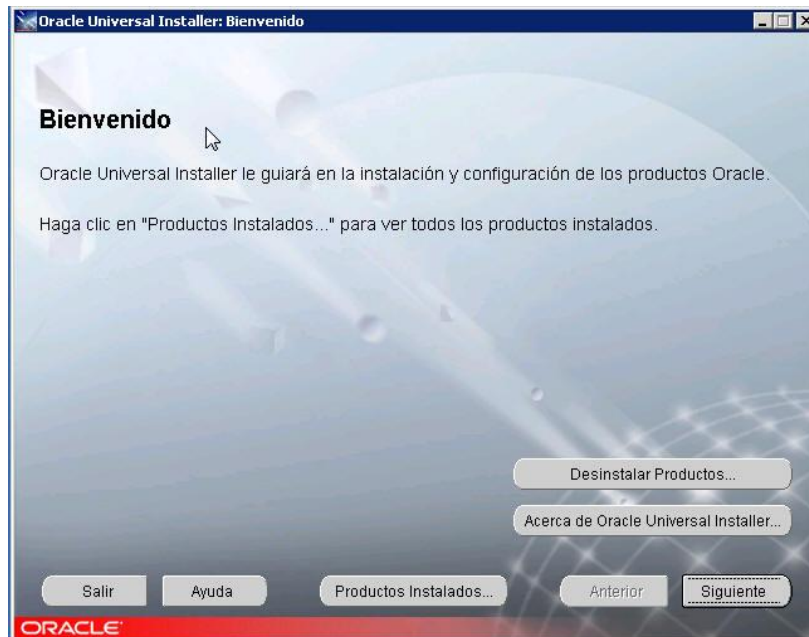 Oracle Universal Installer: Bienvenido
Bienvenido
Oracle Universal Installer le guiará en la instalación y configuración de los productos Oracle.
Haga clic en "Productos Instalados..." para ver todos los productos instalados.
Desinstalar Productos...
Acerca de Oracle Universal Installer...
Salir Ayuda Productos Instalados... Anterior Siguiente
ORACLE